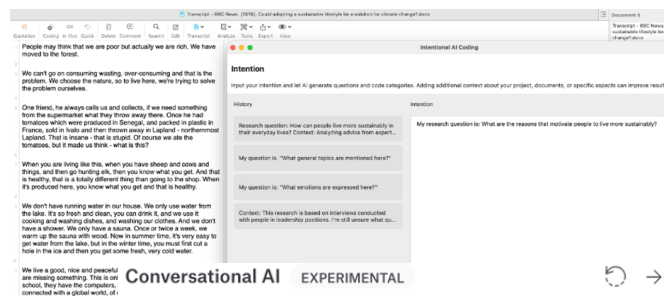 Transcript - BBC News. (2019). Could adopting a sustainable lifestyle be a solution for climate change?.docx
Document 6
Quotation Coding In Vivo Quick Delete Comment Search Edit Transcript Analyze Tools Export View
Transcript - BBC News
sustainable lifestyle be
change?.docx
People may think that we are poor but actually we are rich. We have
moved to the forest.
We can't go on consuming wasting, over-consuming and that is the
problem. We choose the nature, so to live here, we're trying to solve
the problem ourselves.
One friend, he always calls us and collects, if we need something
from the supermarket what they throw away there. Once he had
tomatoes which were produced in Senegal, and packed in plastic in
France, sold in Ivalo and then thrown away in Lapland - northernmost
Lapland. That is insane - that is stupid. Of course we ate the
tomatoes, but it made us think - what is this?
When you are living like this, when you have sheep and cows and
things, and then go hunting elk, then you know what you get. And that
is healthy, that is a totally different thing than going to the shop. When
it's produced here, you know what you get and that is healthy.
We don't have running water in our house. We only use water from
the lake. It's so fresh and clean, you can drink it, and we use it
cooking and washing dishes, and washing our clothes. And we don't
have a shower. We only have a sauna. Once or twice a week, we
warm up the sauna with wood. Now in summer time, it's very easy to
get water from the lake, but in the winter time, you must first cut a
hole in the ice and then you get some fresh, very cold water.
We live a good, nice and peaceful
are missing something. This is onl
school, they have the computers,
connected with a global world, of
Intentional AI Coding
Intention
Input your intention and let AI generate questions and code categories. Adding additional context about your project, documents, or specific aspects can improve result
History
Intention
Research question: How can people live more sustainably in
their everyday lives? Context: Analyzing advice from expert...
My question is: "What general topics are mentioned here?"
My question is: "What emotions are expressed here?"
Context: This research is based on interviews conducted
with people in leadership positions. I'm still unsure what qu...
My research question is: What are the reasons that motivate people to live more sustainably?
Conversational AI EXPERIMENTAL